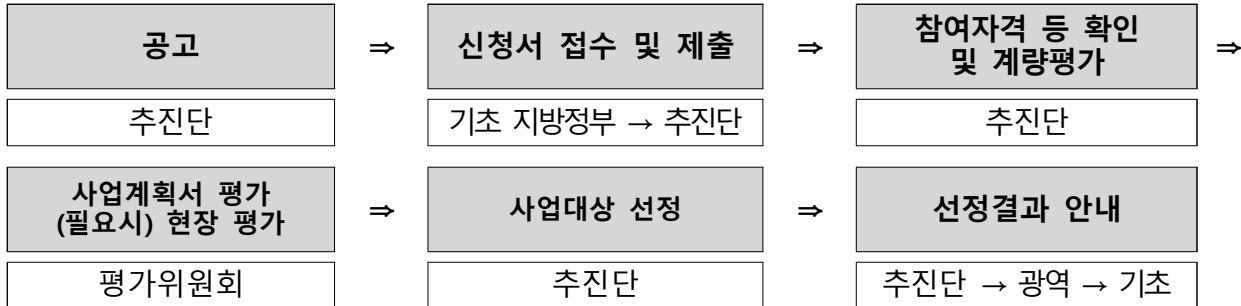 공고 ⇒ 신청서 접수 및 제출 ⇒ 참여자격 등 확인
및 계량평가 ⇒
추진단
기초 지방정부 → 추진단
추진단
사업계획서 평가
(필요시) 현장 평가 ⇒ 사업대상 선정 ⇒ 선정결과 안내
평가위원회
추진단
추진단 → 광역 → 기초